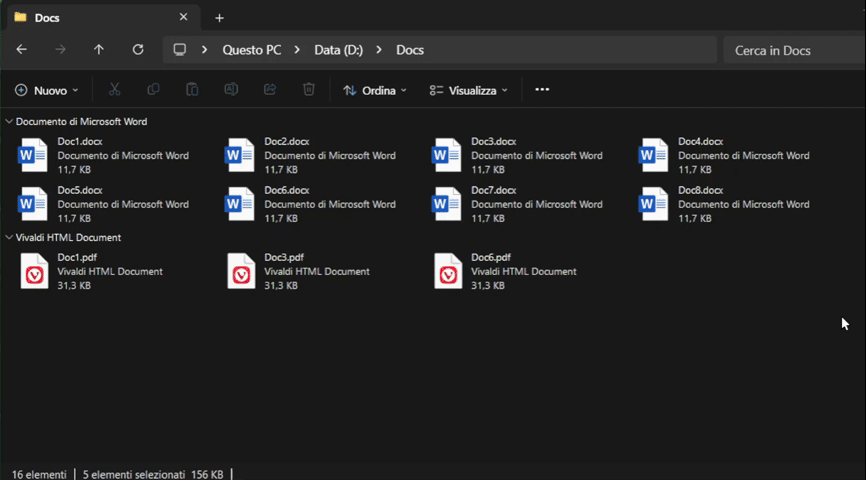 Docs
Questo PC > Data (D:) > Docs
Cerca in Docs
Nuovo
Ordina
Visualizza
Documento di Microsoft Word
Doc1.docx
Documento di Microsoft Word
11,7 KB
Doc2.docx
Documento di Microsoft Word
11,7 KB
Doc3.docx
Documento di Microsoft Word
11,7 KB
Doc4.docx
Documento di Microsoft Word
11,7 KB
Doc5.docx
Documento di Microsoft Word
11,7 KB
Doc6.docx
Documento di Microsoft Word
11,7 KB
Doc7.docx
Documento di Microsoft Word
11,7 KB
Doc8.docx
Documento di Microsoft Word
11,7 KB
Vivaldi HTML Document
Doc1.pdf
Vivaldi HTML Document
31,3 KB
Doc3.pdf
Vivaldi HTML Document
31,3 KB
Doc6.pdf
Vivaldi HTML Document
31,3 KB
16 elementi | 5 elementi selezionati 156 KB |